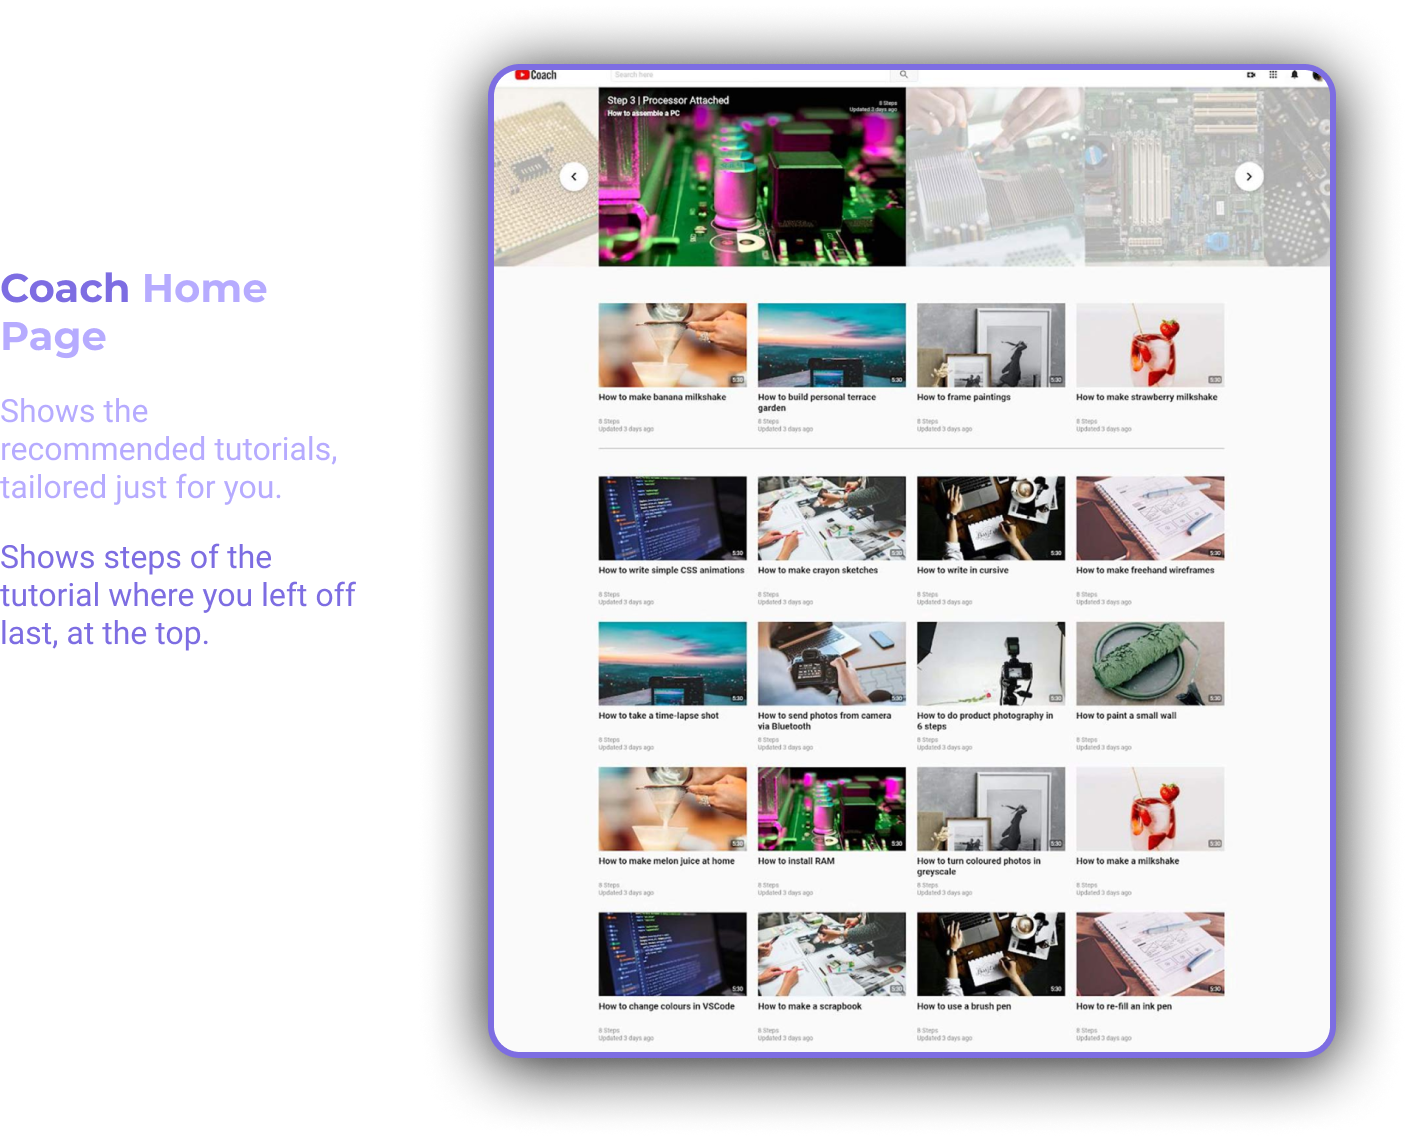 Coach Home
Page
Shows the
recommended tutorials,
tailored just for you.
Shows steps of the
tutorial where you left off
last, at the top.
Coach
Search here
Step 3 | Processor Attached
How to assemble a PC
8 Steps
Updated 3 days ago
5:30 5:30 5:30 5:30
How to make banana milkshake How to build personal terrace How to frame paintings How to make strawberry milkshake
garden
8 Steps 8 Steps 8 Steps 8 Steps
Updated 3 days ago Updated 3 days ago Updated 3 days ago Updated 3 days ago
5:30 5:30 5:30 5:30
How to write simple CSS animations How to make crayon sketches How to write in cursive How to make freehand wireframes
8 Steps 8 Steps 8 Steps 8 Steps
Updated 3 days ago Updated 3 days ago Updated 3 days ago Updated 3 days ago
5:30 5:30 5:30 5:30
How to take a time-lapse shot How to send photos from camera How to do product photography in How to paint a small wall
via Bluetooth 6 steps
8 Steps 8 Steps 8 Steps 8 Steps
Updated 3 days ago Updated 3 days ago Updated 3 days ago Updated 3 days ago
5:30 5:30 5:30 5:30
How to make melon juice at home How to install RAM How to turn coloured photos in How to make a milkshake
greyscale
8 Steps 8 Steps 8 Steps 8 Steps
Updated 3 days ago Updated 3 days ago Updated 3 days ago Updated 3 days ago
5:30 5:30 5:30 5:30
How to change colours in VSCode How to make a scrapbook How to use a brush pen How to re-fill an ink pen
8 Steps 8 Steps 8 Steps 8 Steps
Updated 3 days ago Updated 3 days ago Updated 3 days ago Updated 3 days ago